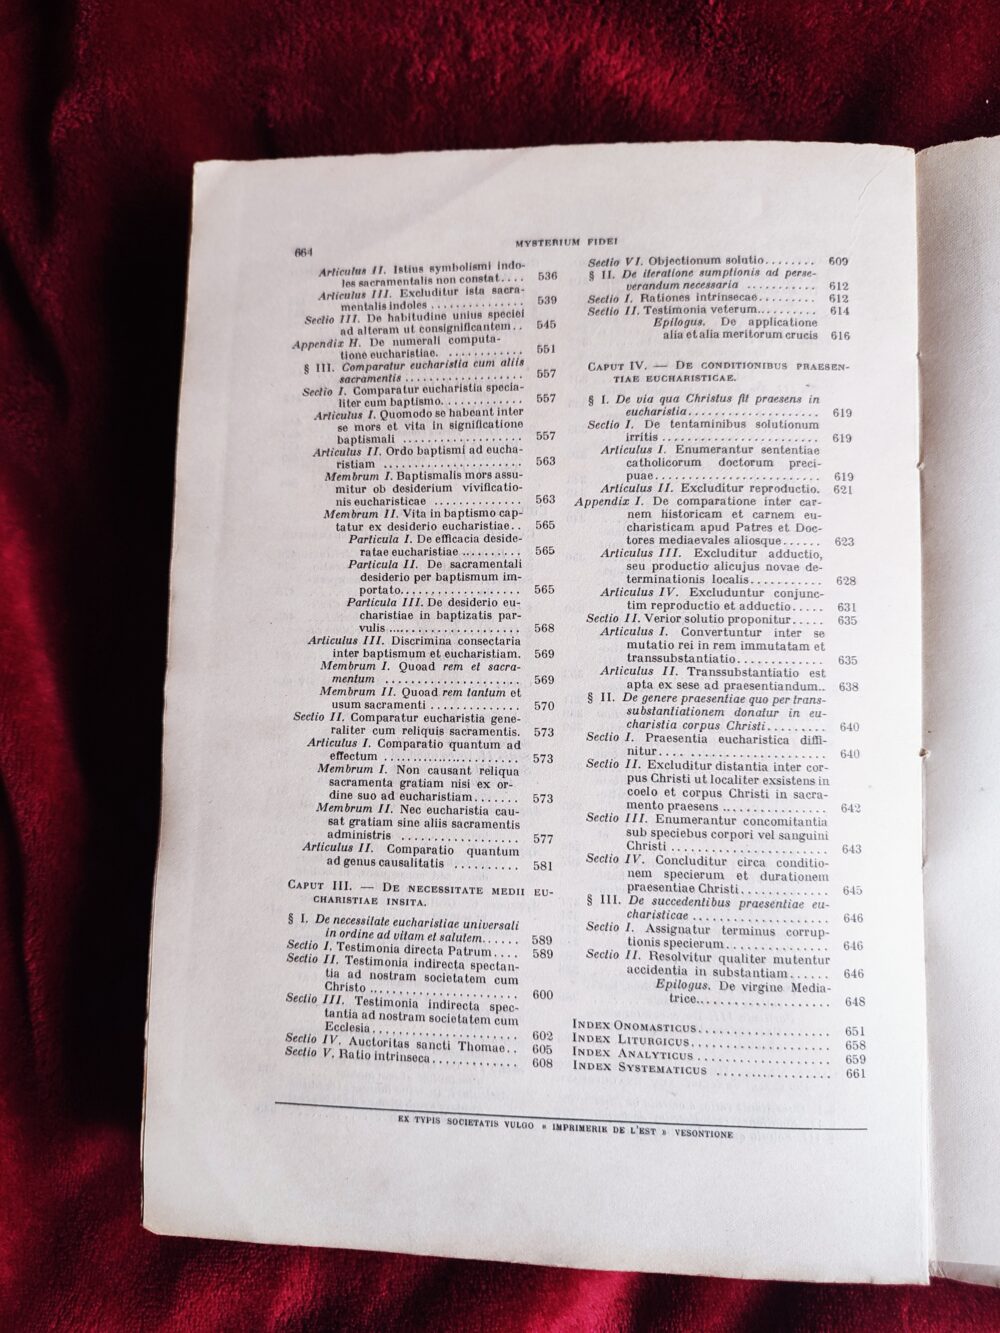 664
MYSTERIUM FIDEI
Articulus II. Istius symbolismi indo-
les sacramentalis non constat.... 536
Articulus III. Excluditur ista sacra-
mentalis indoles .............. 539
Sectio III. De habitudine unius speciei
ad alteram ut consignificantem.. 545
Appendix H. De numerali computa-
tione eucharistiae. ............ 551
§ III. Comparatur eucharistia cum aliis
sacramentis .................. 557
Sectio I. Comparatur eucharistia specia-
liter cum baptismo............. 557
Articulus I. Quomodo se habeant inter
se mors et vita in significatione
baptismali .................. 557
Articulus II. Ordo baptismi ad eucha-
ristiam ..................... 563
Membrum I. Baptismalis mors assu-
mitur ob desiderium vivificatio-
nis eucharisticae ............. 563
Membrum II. Vita in baptismo cap-
tatur ex desiderio eucharistiae.. 565
Particula I. De efficacia deside-
ratae eucharistiae .......... 565
Particula II. De sacramentali
desiderio per baptismum im-
portato.................. 565
Particula III. De desiderio eu-
charistiae in baptizatis par-
vulis .................... 568
Articulus III. Discrimina consectaria
inter baptismum et eucharistiam. 569
Membrum I. Quoad rem et sacra-
mentum .................... 569
Membrum II. Quoad rem tantum et
usum sacramenti .............. 570
Sectio II. Comparatur eucharistia gene-
raliter cum reliquis sacramentis. 573
Articulus I. Comparatio quantum ad
effectum .................... 573
Membrum I. Non causant reliqua
sacramenta gratiam nisi ex or-
dine suo ad eucharistiam....... 573
Membrum II. Nec eucharistia cau-
sat gratiam sine aliis sacramentis
administris .................. 577
Articulus II. Comparatio quantum
ad genus causalitatis .......... 581
CAPUT III. — DE NECESSITATE MEDII EU-
CHARISTIAE INSITA.
§ I. De necessitate eucharistiae universali
in ordine ad vitam et salutem...... 589
Sectio I. Testimonia directa Patrum.... 589
Sectio II. Testimonia indirecta spectan-
tia ad nostram societatem cum
Christo ...................... 600
Sectio III. Testimonia indirecta spec-
tantia ad nostram societatem cum
Ecclesia...................... 602
Sectio IV. Auctoritas sancti Thomae.. 605
Sectio V. Ratio intrinseca............. 608
Sectio VI. Objectionum solutio........ 609
§ II. De iteratione sumptionis ad perse-
verandum necessaria ........... 612
Sectio I. Rationes intrinsecae......... 612
Sectio II. Testimonia veterum.......... 614
Epilogus. De applicatione
alia et alia meritorum crucis 616
CAPUT IV. — DE CONDITIONIBUS PRAESEN-
TIAE EUCHARISTICAE.
§ I. De via qua Christus fit praesens in
eucharistia.................... 619
Sectio I. De tentaminibus solutionum
irritis ........................ 619
Articulus I. Enumerantur sententiae
catholicorum doctorum preci-
puae......................... 619
Articulus II. Excluditur reproductio. 621
Appendix I. De comparatione inter car-
nem historicam et carnem eu-
charisticam apud Patres et Doc-
tores mediaevales aliosque...... 623
Articulus III. Excluditur adductio,
seu productio alicujus novae de-
terminationis localis........... 628
Articulus IV. Excluduntur conjunc-
tim reproductio et adductio..... 631
Sectio II. Verior solutio proponitur..... 635
Articulus I. Convertuntur inter se
mutatio rei in rem immutatam et
transsubstantiatio............. 635
Articulus II. Transsubstantiatio est
apta ex sese ad praesentiandum.. 638
§ II. De genere praesentiae quo per trans-
substantiationem donatur in eu-
charistia corpus Christi......... 640
Sectio I. Praesentia eucharistica diffi-
nitur......................... 640
Sectio II. Excluditur distantia inter cor-
pus Christi ut localiter exsistens in
coelo et corpus Christi in sacra-
mento praesens ................ 642
Sectio III. Enumerantur concomitantia
sub speciebus corpori vel sanguini
Christi ........................ 643
Sectio IV. Concluditur circa conditio-
nem specierum et durationem
praesentiae Christi............. 645
§ III. De succedentibus praesentiae eu-
charisticae .................... 646
Sectio I. Assignatur terminus corrup-
tionis specierum................ 646
Sectio II. Resolvitur qualiter mutentur
accidentia in substantiam...... 646
Epilogus. De virgine Media-
trice.................... 648
INDEX ONOMASTICUS.................... 651
INDEX LITURGICUS..................... 658
INDEX ANALYTICUS .................... 659
INDEX SYSTEMATICUS ................. 661
EX TYPIS SOCIETATIS VULGO « IMPRIMERIE DE L'EST » VESONTIONE